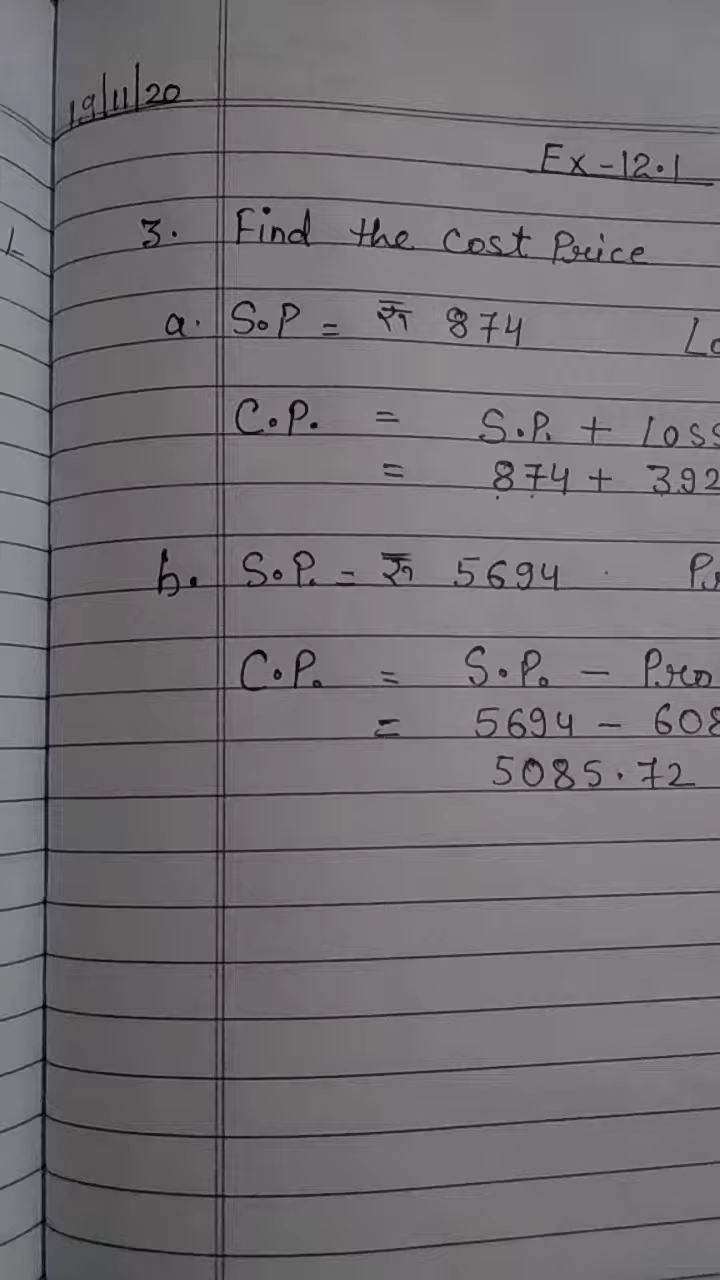 19/11/20
Ex-12.1
3. Find the cost Price
a. S.P = रू 874
C.P. = S.P. + Loss
= 874 + 392
b. S.P. = रू 5694
C.P. = S.P. -
= 5694 - 608
5085.72